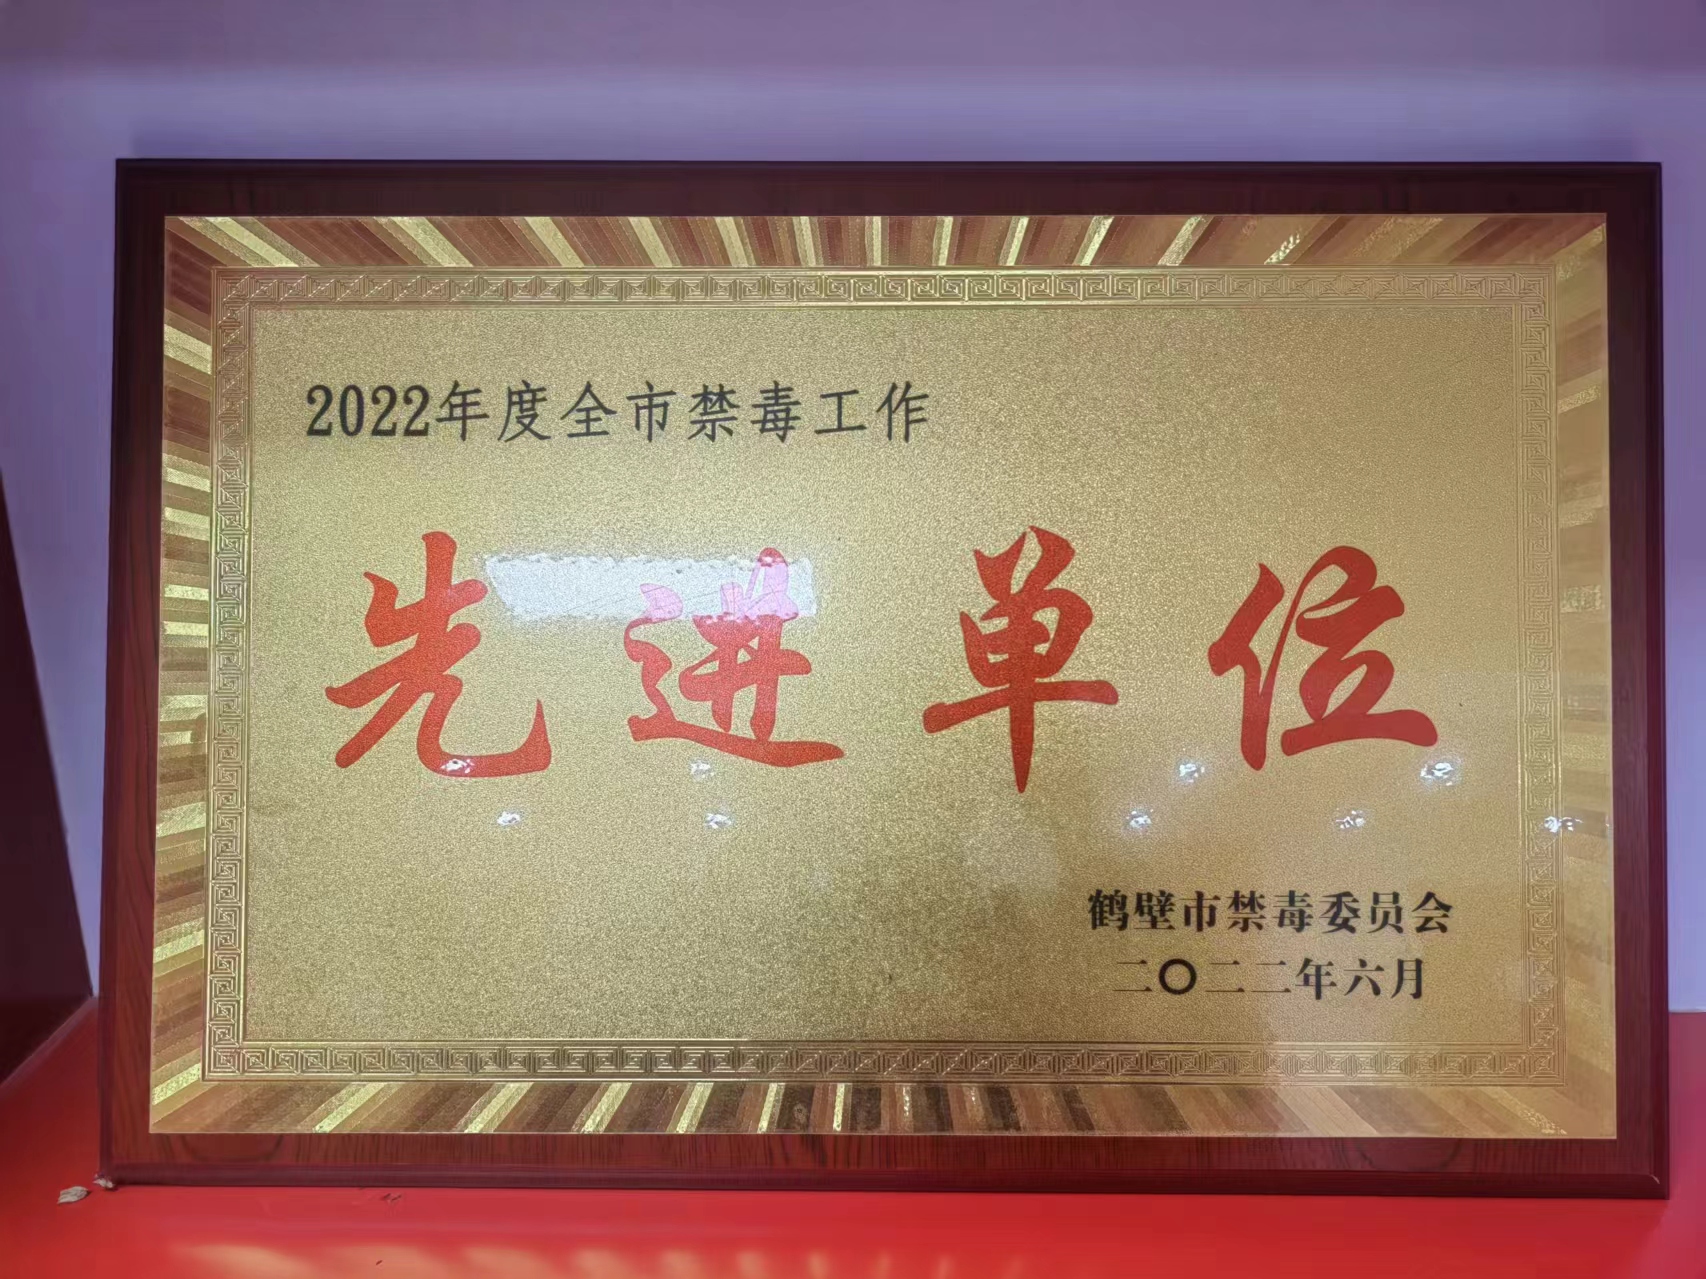 2022年度全市禁毒工作
先进单位
鹤壁市禁毒委员会
二〇二二年六月